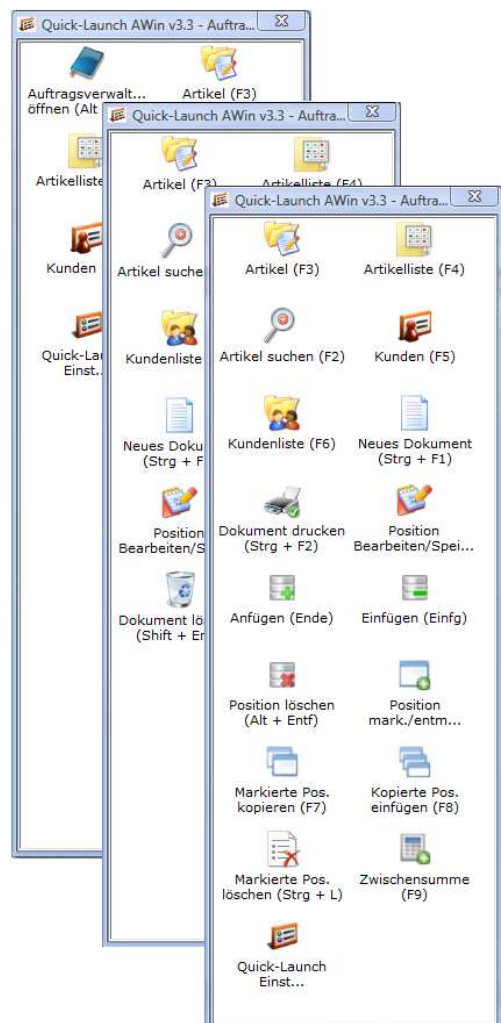 Quick-Launch AWin v3.3 - Auftra...
Auftragsverwalt...
öffnen (Alt
Artikel (F3)
Artikelliste
Kunden
Quick-La
Einst..
Quick-Launch AWin v3.3 - Auftra...
Artikel (F3)
Artikelliste (F4)
Artikel suche
Kundenliste
Neues Doku
(Strg + F
Position
Bearbeiten/S
Dokument lö
(Shift + En
Quick-Launch AWin v3.3 - Auftra...
Artikel (F3)
Artikelliste (F4)
Artikel suchen (F2)
Kunden (F5)
Kundenliste (F6)
Neues Dokument
(Strg + F1)
Dokument drucken
(Strg + F2)
Position
Bearbeiten/Spei...
Anfügen (Ende)
Einfügen (Einfg)
Position löschen
(Alt + Entf)
Position
mark./entm...
Markierte Pos.
kopieren (F7)
Kopierte Pos.
einfügen (F8)
Markierte Pos.
löschen (Strg + L)
Zwischensumme
(F9)
Quick-Launch
Einst...